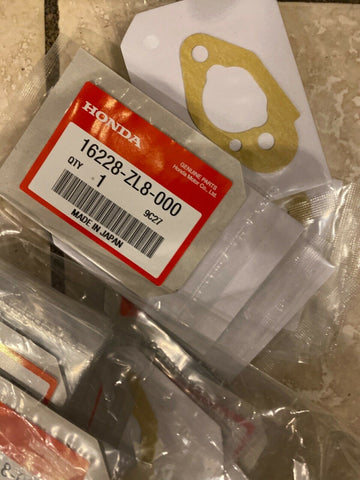 HONDA
GENUINE PARTS
Honda Motor Co., Ltd.
16228-ZL8-000
QTY
1
9C27
MADE IN JAPAN